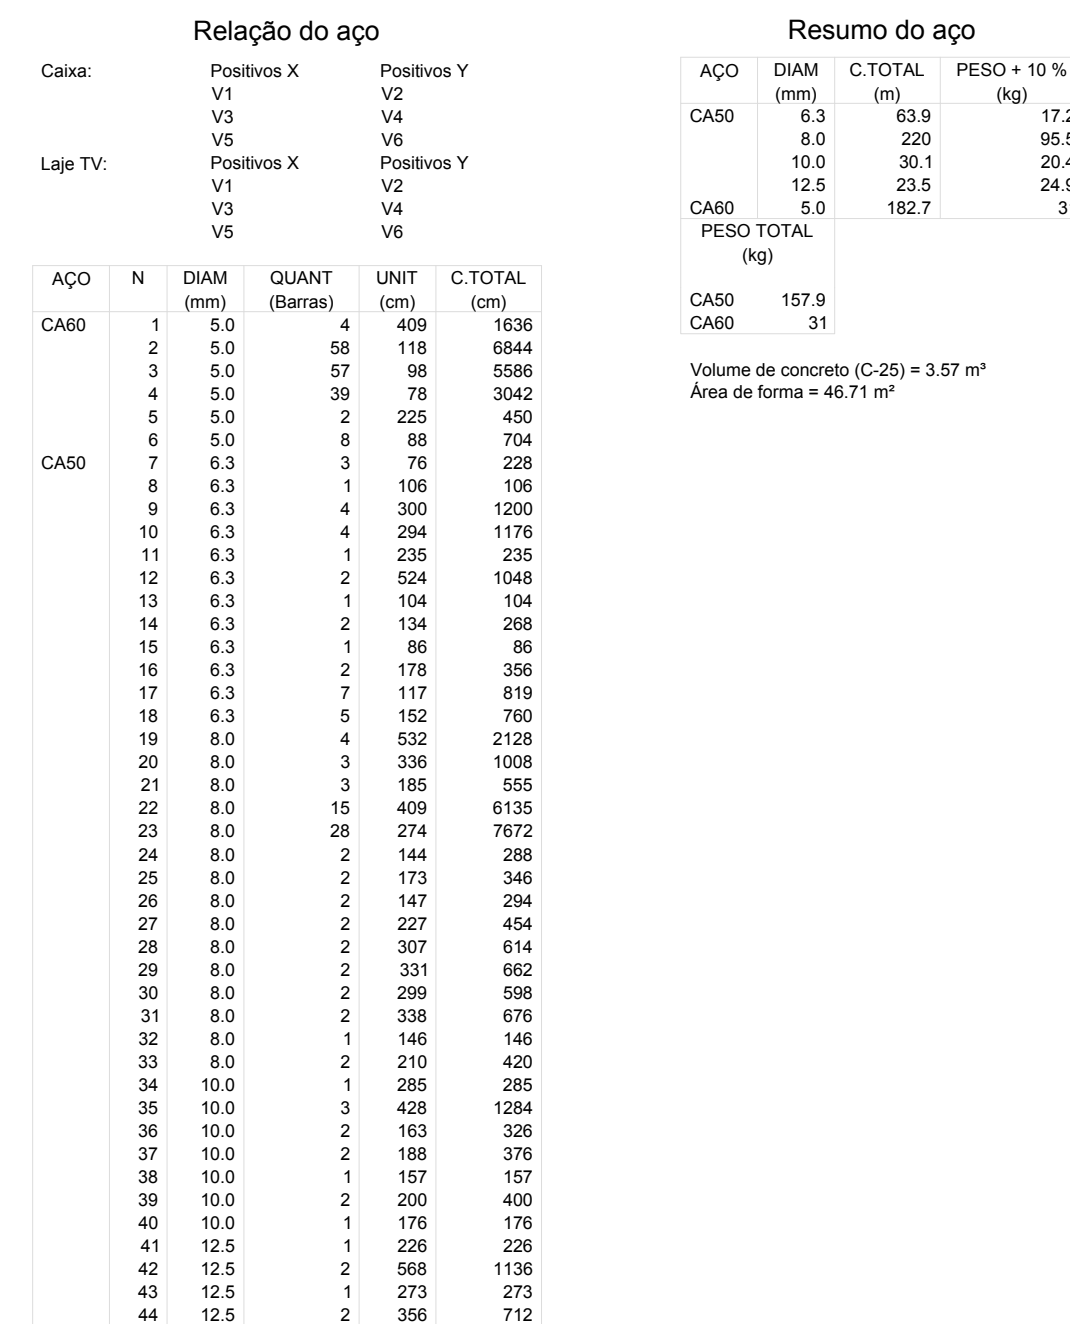 Relação do aço
Caixa: Positivos X Positivos Y
V1 V2
V3 V4
V5 V6
Laje TV: Positivos X Positivos Y
V1 V2
V3 V4
V5 V6
AÇO N DIAM QUANT UNIT C.TOTAL
(mm) (Barras) (cm) (cm)
CA60 1 5.0 4 409 1636
2 5.0 58 118 6844
3 5.0 57 98 5586
4 5.0 39 78 3042
5 5.0 2 225 450
6 5.0 8 88 704
CA50 7 6.3 3 76 228
8 6.3 1 106 106
9 6.3 4 300 1200
10 6.3 4 294 1176
11 6.3 1 235 235
12 6.3 2 524 1048
13 6.3 1 104 104
14 6.3 2 134 268
15 6.3 1 86 86
16 6.3 2 178 356
17 6.3 7 117 819
18 6.3 5 152 760
19 8.0 4 532 2128
20 8.0 3 336 1008
21 8.0 3 185 555
22 8.0 15 409 6135
23 8.0 28 274 7672
24 8.0 2 144 288
25 8.0 2 173 346
26 8.0 2 147 294
27 8.0 2 227 454
28 8.0 2 307 614
29 8.0 2 331 662
30 8.0 2 299 598
31 8.0 2 338 676
32 8.0 1 146 146
33 8.0 2 210 420
34 10.0 1 285 285
35 10.0 3 428 1284
36 10.0 2 163 326
37 10.0 2 188 376
38 10.0 1 157 157
39 10.0 2 200 400
40 10.0 1 176 176
41 12.5 1 226 226
42 12.5 2 568 1136
43 12.5 1 273 273
44 12.5 2 356 712
Resumo do aço
AÇO DIAM C.TOTAL PESO + 10 %
(mm) (m) (kg)
CA50 6.3 63.9 17.2
8.0 220 95.5
10.0 30.1 20.4
12.5 23.5 24.9
CA60 5.0 182.7 31
PESO TOTAL
(kg)
CA50 157.9
CA60 31
Volume de concreto (C-25) = 3.57 m³
Área de forma = 46.71 m²